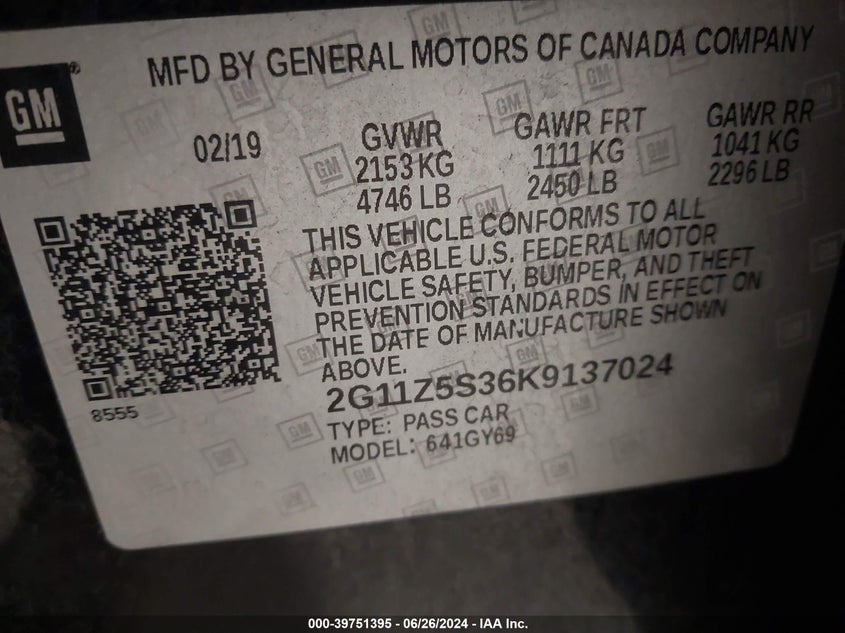 MFD BY GENERAL MOTORS OF CANADA COMPANY
GM
®
02/19
GVWR
2153 KG
4746 LB
GAWR FRT
1111 KG
2450 LB
GAWR RR
1041 KG
2296 LB
THIS VEHICLE CONFORMS TO ALL
APPLICABLE U.S. FEDERAL MOTOR
VEHICLE SAFETY, BUMPER, AND THEFT
PREVENTION STANDARDS IN EFFECT ON
THE DATE OF MANUFACTURE SHOWN
ABOVE.
8555
2G11Z5S36K9137024
TYPE: PASS CAR
MODEL: 641GY69
000-39751395 - 06/26/2024 - IAA Inc.